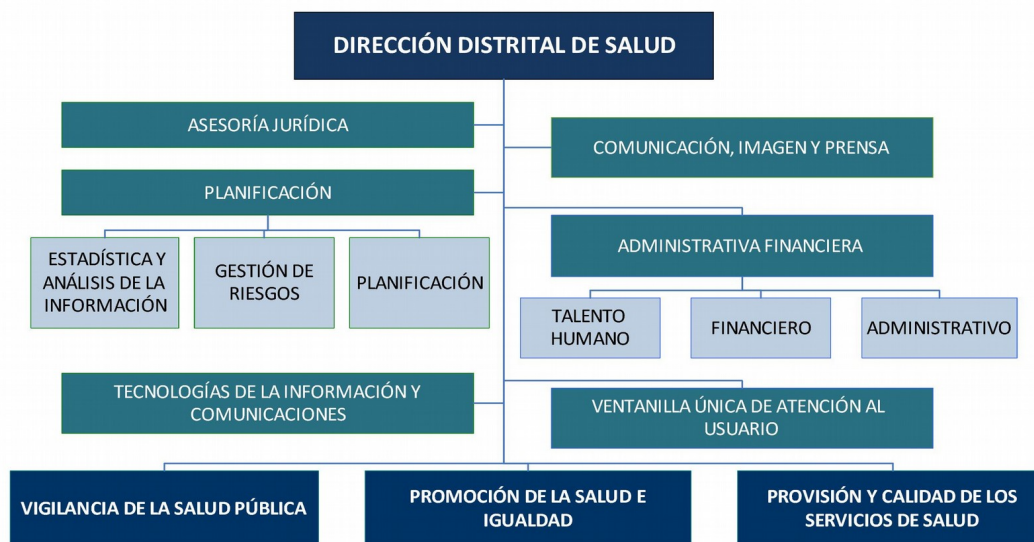 DIRECCIÓN DISTRITAL DE SALUD
ASESORÍA JURÍDICA
COMUNICACIÓN, IMAGEN Y PRENSA
PLANIFICACIÓN
ESTADÍSTICA Y
ANÁLISIS DE LA
INFORMACIÓN
GESTIÓN DE
RIESGOS
PLANIFICACIÓN
ADMINISTRATIVA FINANCIERA
TALENTO
HUMANO
FINANCIERO
ADMINISTRATIVO
TECNOLOGÍAS DE LA INFORMACIÓN Y
COMUNICACIONES
VENTANILLA ÚNICA DE ATENCIÓN AL
USUARIO
VIGILANCIA DE LA SALUD PÚBLICA
PROMOCIÓN DE LA SALUD E
IGUALDAD
PROVISIÓN Y CALIDAD DE LOS
SERVICIOS DE SALUD